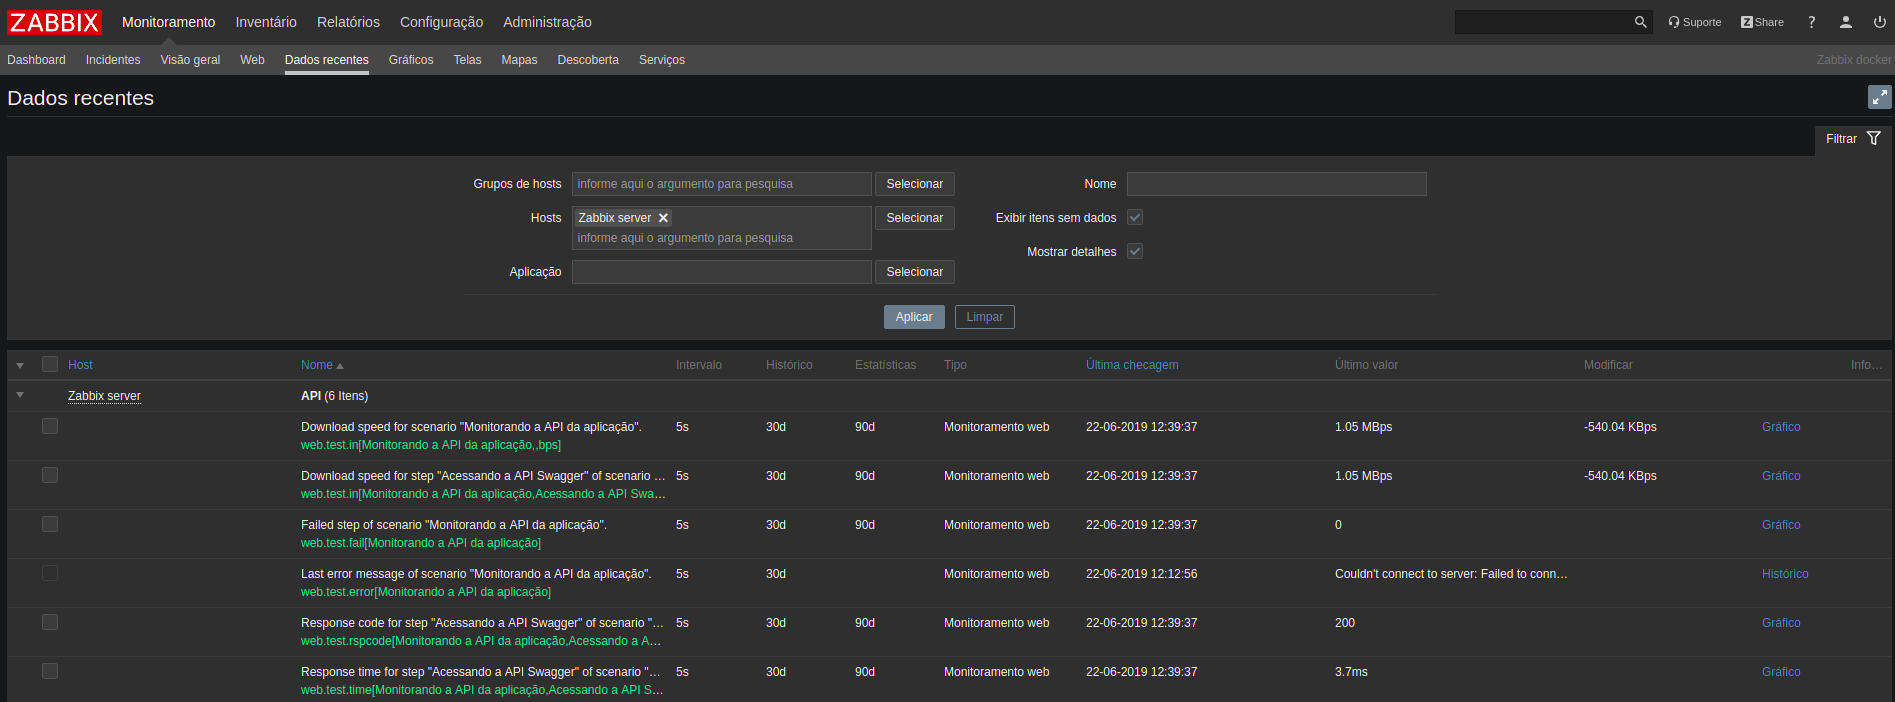 ZABBIX Monitoramento Inventário Relatórios Configuração Administração Suporte Z Share ?
Dashboard Incidentes Visão geral Web Dados recentes Gráficos Telas Mapas Descoberta Serviços Zabbix docker
Dados recentes
Filtrar
Grupos de hosts informe aqui o argumento para pesquisa Selecionar Nome
Hosts Zabbix server Selecionar Exibir itens sem dados
informe aqui o argumento para pesquisa
Mostrar detalhes
Aplicação Selecionar
Aplicar Limpar
Host Nome Intervalo Histórico Estatísticas Tipo Última checagem Último valor Modificar Info...
Zabbix server API (6 Itens)
Download speed for scenario "Monitorando a API da aplicação". 5s 30d 90d Monitoramento web 22-06-2019 12:39:37 1.05 MBps -540.04 KBps Gráfico
web.test.in[Monitorando a API da aplicação,,bps]
Download speed for step "Acessando a API Swagger" of scenario ... 5s 30d 90d Monitoramento web 22-06-2019 12:39:37 1.05 MBps -540.04 KBps Gráfico
web.test.in[Monitorando a API da aplicação,Acessando a API Swa...
Failed step of scenario "Monitorando a API da aplicação". 5s 30d 90d Monitoramento web 22-06-2019 12:39:37 0 Gráfico
web.test.fail[Monitorando a API da aplicação]
Last error message of scenario "Monitorando a API da aplicação". 5s 30d Monitoramento web 22-06-2019 12:12:56 Couldn't connect to server: Failed to conn... Histórico
web.test.error[Monitorando a API da aplicação]
Response code for step "Acessando a API Swagger" of scenario "... 5s 30d 90d Monitoramento web 22-06-2019 12:39:37 200 Gráfico
web.test.rspcode[Monitorando a API da aplicação,Acessando a A...
Response time for step "Acessando a API Swagger" of scenario "... 5s 30d 90d Monitoramento web 22-06-2019 12:39:37 3.7ms Gráfico
web.test.time[Monitorando a API da aplicação,Acessando a API S...